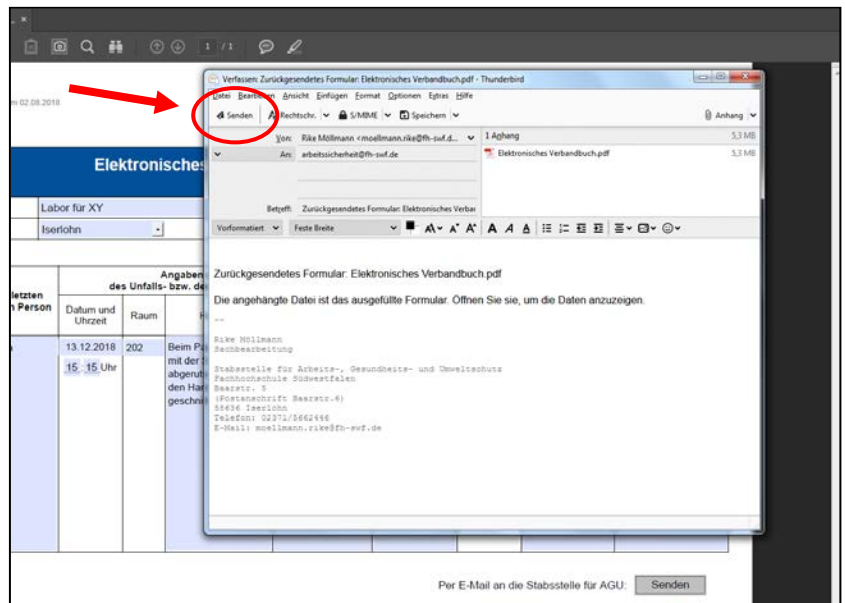 1 / 1
Verfassen: Zurückgesendetes Formular: Elektronisches Verbandbuch.pdf - Thunderbird
Datei Bearbeiten Ansicht Einfügen Format Optionen Extras Hilfe
Senden Rechtschr. S/MIME Speichern Anhang
02.08.2018
Von: Rike Möllmann <moellmann.rike@fh-swf.d... 1 Anhang 5,3 MB
An: arbeitssicherheit@fh-swf.de Elektronisches Verbandbuch.pdf 5,3 MB
Elektronisches
Labor für XY
Betreff: Zurückgesendetes Formular: Elektronisches Verbar
Iserlohn
Vorformatiert Feste Breite
Zurückgesendetes Formular: Elektronisches Verbandbuch.pdf
Angaben
des Unfalls- bzw. de
letzten
Person
Datum und
Uhrzeit
Raum
Die angehängte Datei ist das ausgefüllte Formular. Öffnen Sie sie, um die Daten anzuzeigen.
--
Rike Möllmann
Sachbearbeitung
Stabsstelle für Arbeits-, Gesundheits- und Umweltschutz
Fachhochschule Südwestfalen
Baarstr. 5
(Postanschrift Baarstr.6)
58636 Iserlohn
Telefon: 02371/5662446
E-Mail: moellmann.rike@fh-swf.de
13.12.2018 202 Beim Pa
15 : 15 Uhr mit der S
abgeruts
den Han
geschni
Per E-Mail an die Stabsstelle für AGU: Senden